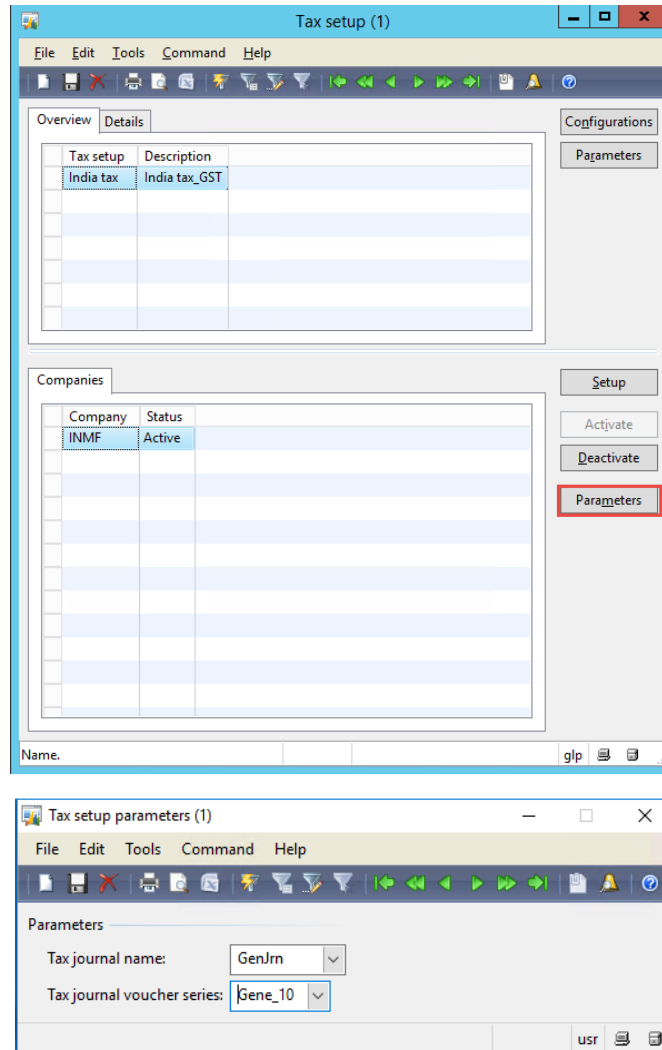 Tax setup (1)
File Edit Tools Command Help
Overview Details
Configurations
Parameters
Tax setup Description
India tax India tax_GST
Companies
Setup
Company Status
Activate
INMF Active
Deactivate
Parameters
Name.
glp
Tax setup parameters (1)
File Edit Tools Command Help
Parameters
Tax journal name: GenJrn
Tax journal voucher series: Gene_10
usr